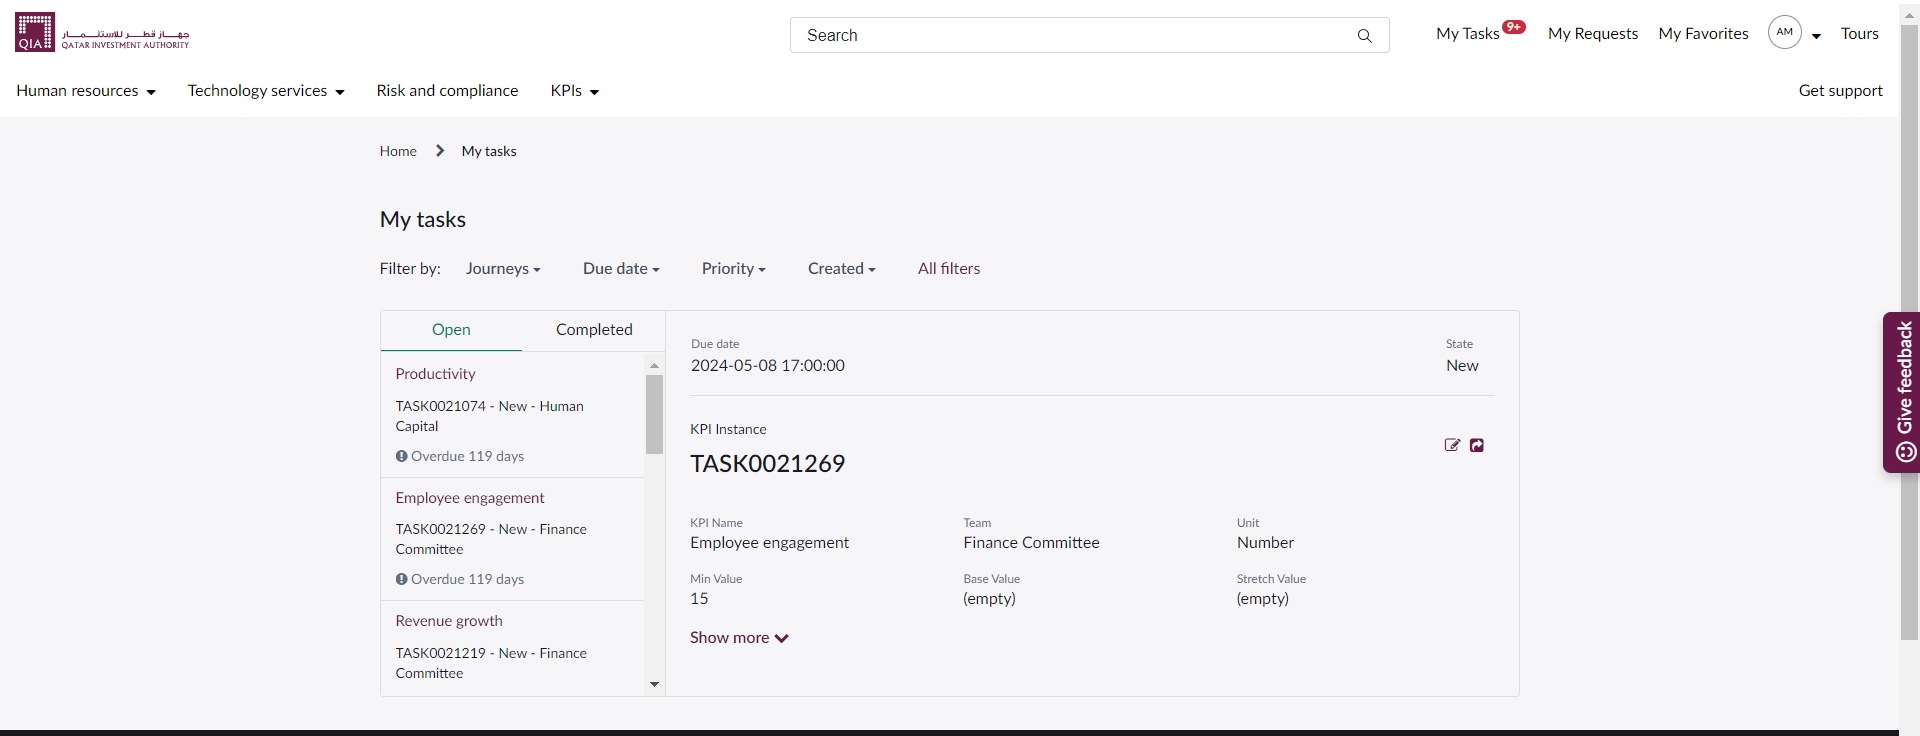 QIA
جهاز قطر للاستثمار
QATAR INVESTMENT AUTHORITY
Search
My Tasks 9+
My Requests
My Favorites
AM
Tours
Human resources
Technology services
Risk and compliance
KPIs
Get support
Home
My tasks
My tasks
Filter by:
Journeys
Due date
Priority
Created
All filters
Open
Completed
Productivity
TASK0021074 - New - Human
Capital
Overdue 119 days
Employee engagement
TASK0021269 - New - Finance
Committee
Overdue 119 days
Revenue growth
TASK0021219 - New - Finance
Committee
Due date
2024-05-08 17:00:00
State
New
KPI Instance
TASK0021269
KPI Name
Employee engagement
Team
Finance Committee
Unit
Number
Min Value
15
Base Value
(empty)
Stretch Value
(empty)
Show more
Give feedback